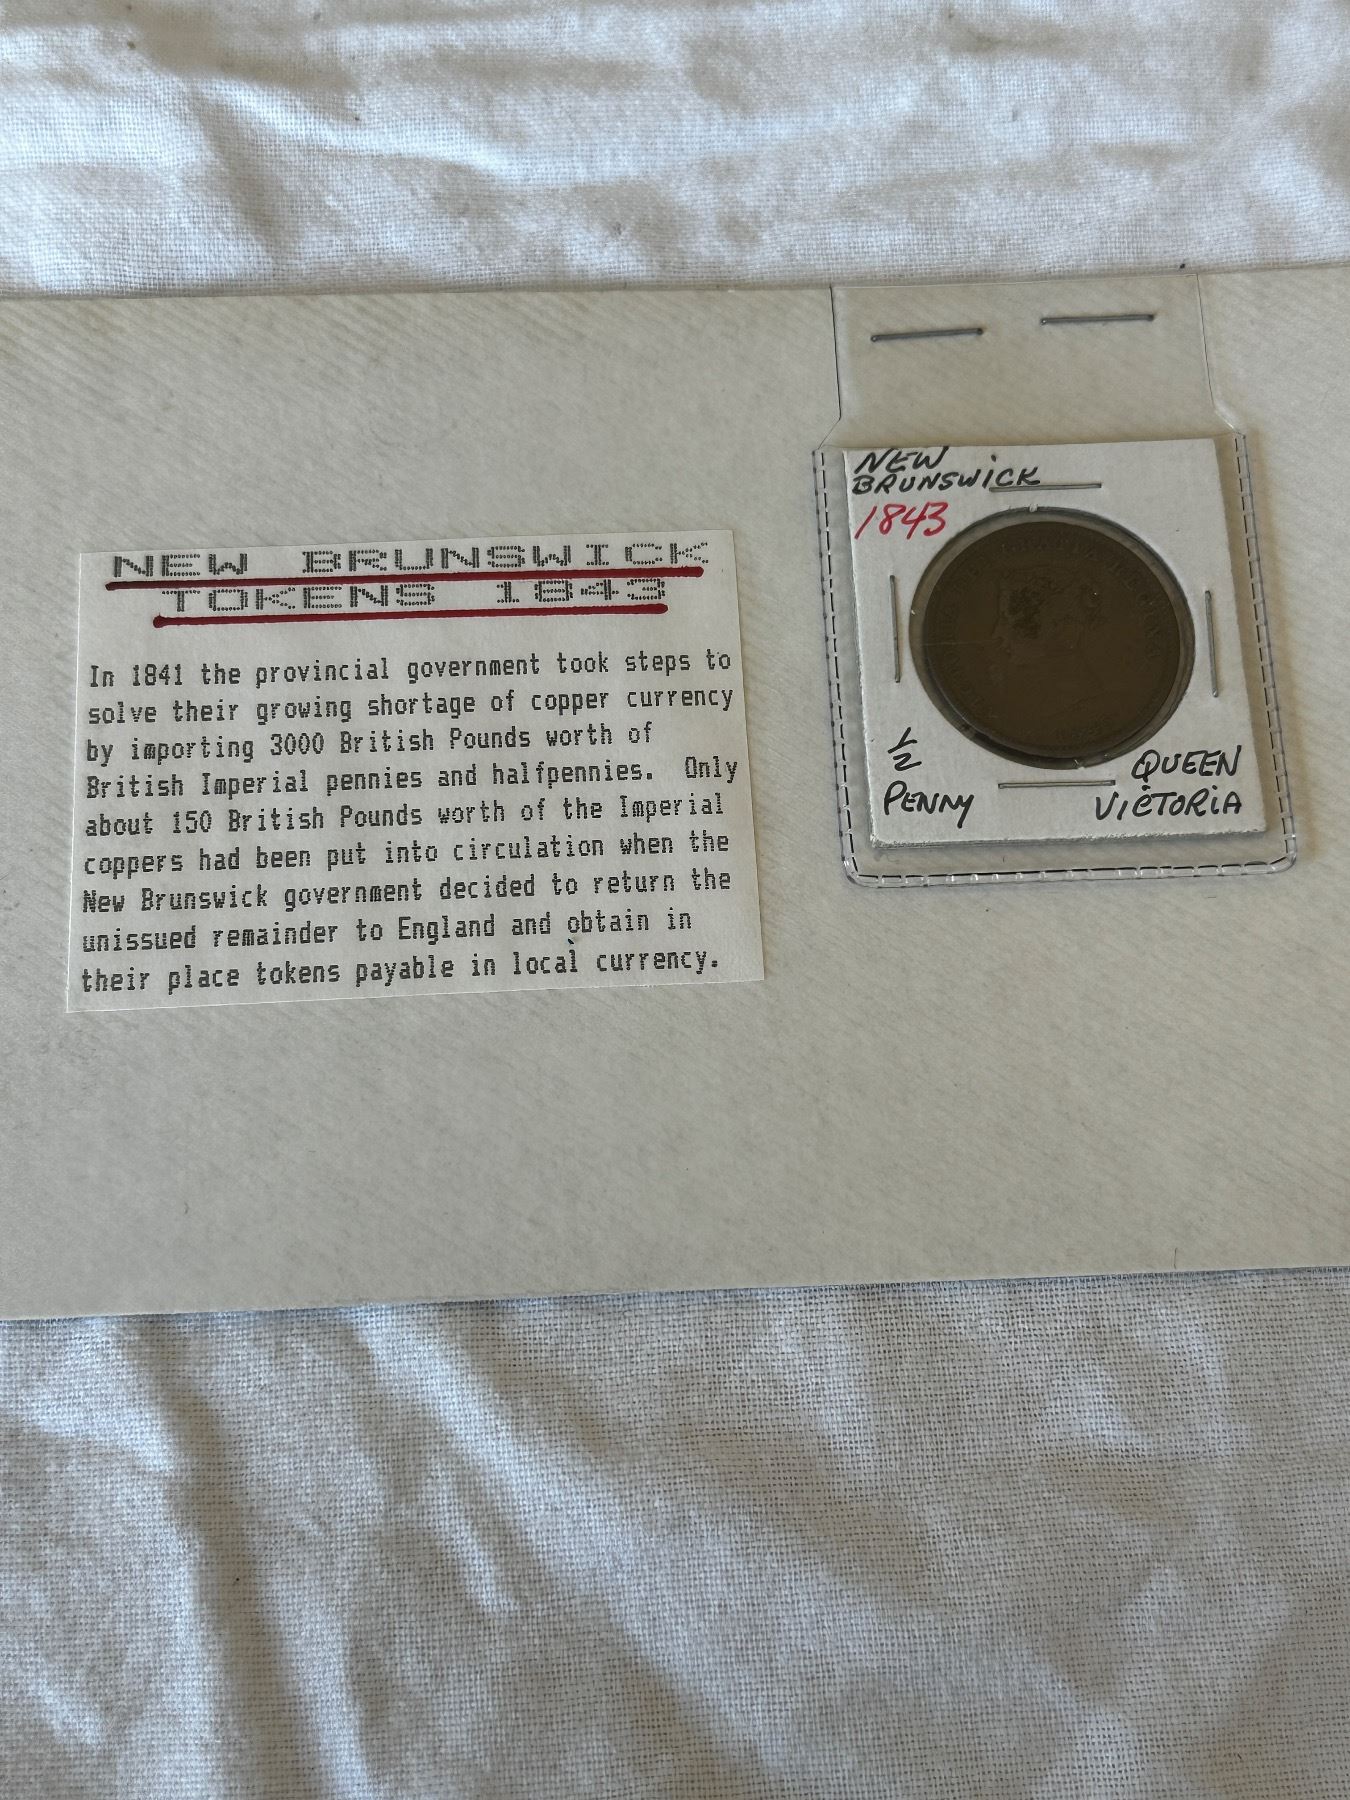 NEW BRUNSWICK
TOKENS 1843
In 1841 the provincial government took steps to
solve their growing shortage of copper currency
by importing 3000 British Pounds worth of
British Imperial pennies and halfpennies. Only
about 150 British Pounds worth of the Imperial
coppers had been put into circulation when the
New Brunswick government decided to return the
unissued remainder to England and obtain in
their place tokens payable in local currency.
NEW
BRUNSWICK
1843
1/2
PENNY
QUEEN
VICTORIA